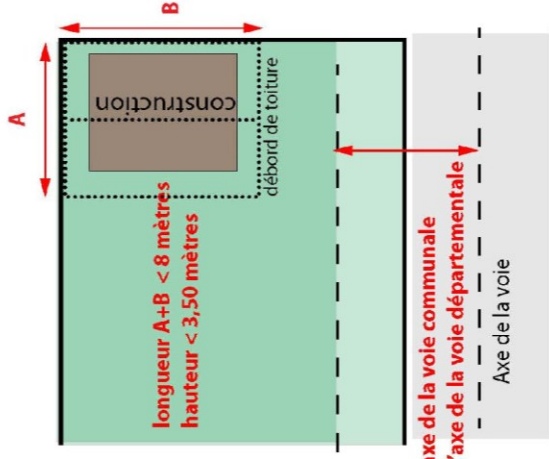 A
B
construction
débord de toiture
longueur A+B < 8 mètres
hauteur < 3,50 mètres
axe de la voie communale
l'axe de la voie départementale
Axe de la voie